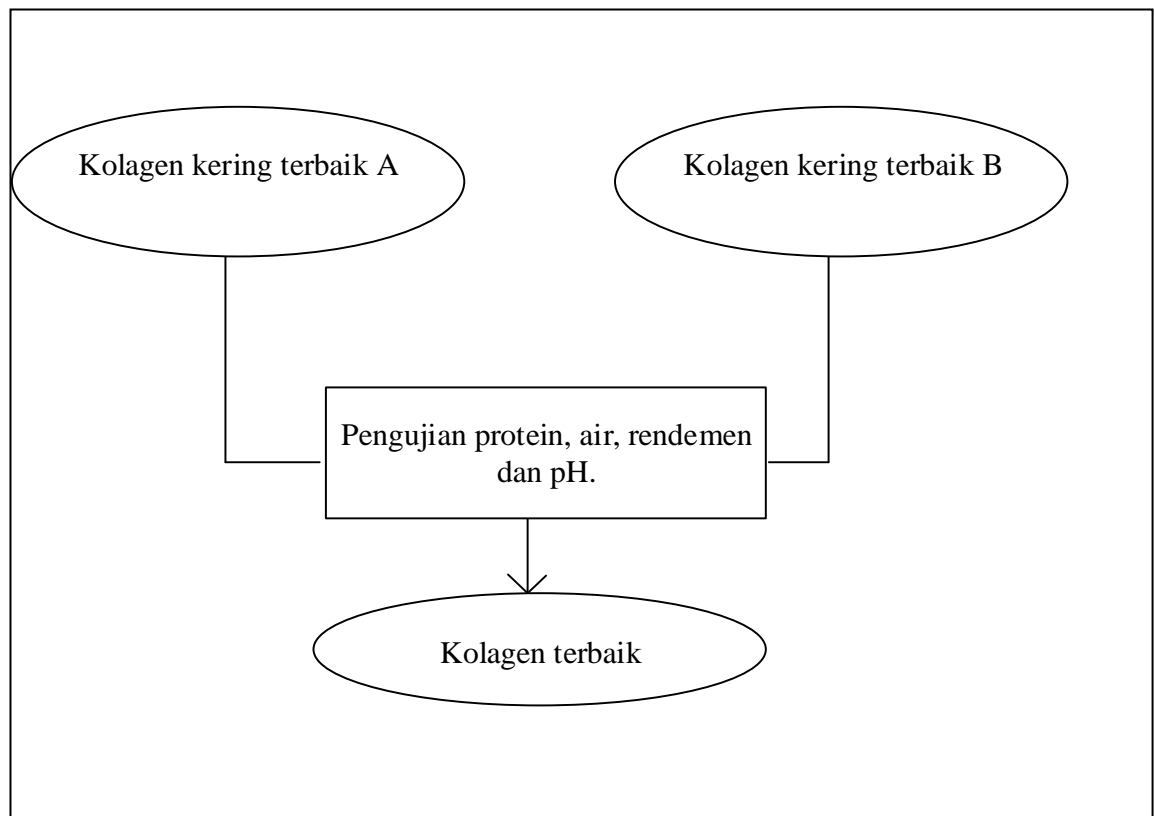 Kolagen kering terbaik A
Kolagen kering terbaik B
Pengujian protein, air, rendemen
dan pH.
Kolagen terbaik